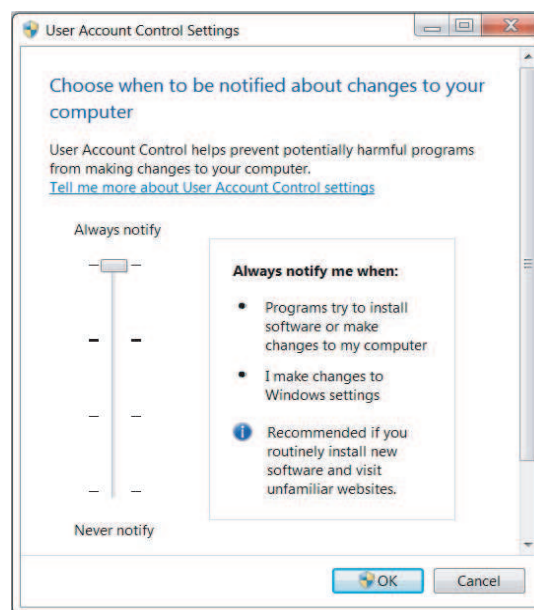 User Account Control Settings
Choose when to be notified about changes to your
computer
User Account Control helps prevent potentially harmful programs
from making changes to your computer.
Tell me more about User Account Control settings
Always notify
Always notify me when:
• Programs try to install
software or make
changes to my computer
• I make changes to
Windows settings
Recommended if you
routinely install new
software and visit
unfamiliar websites.
Never notify
OK
Cancel